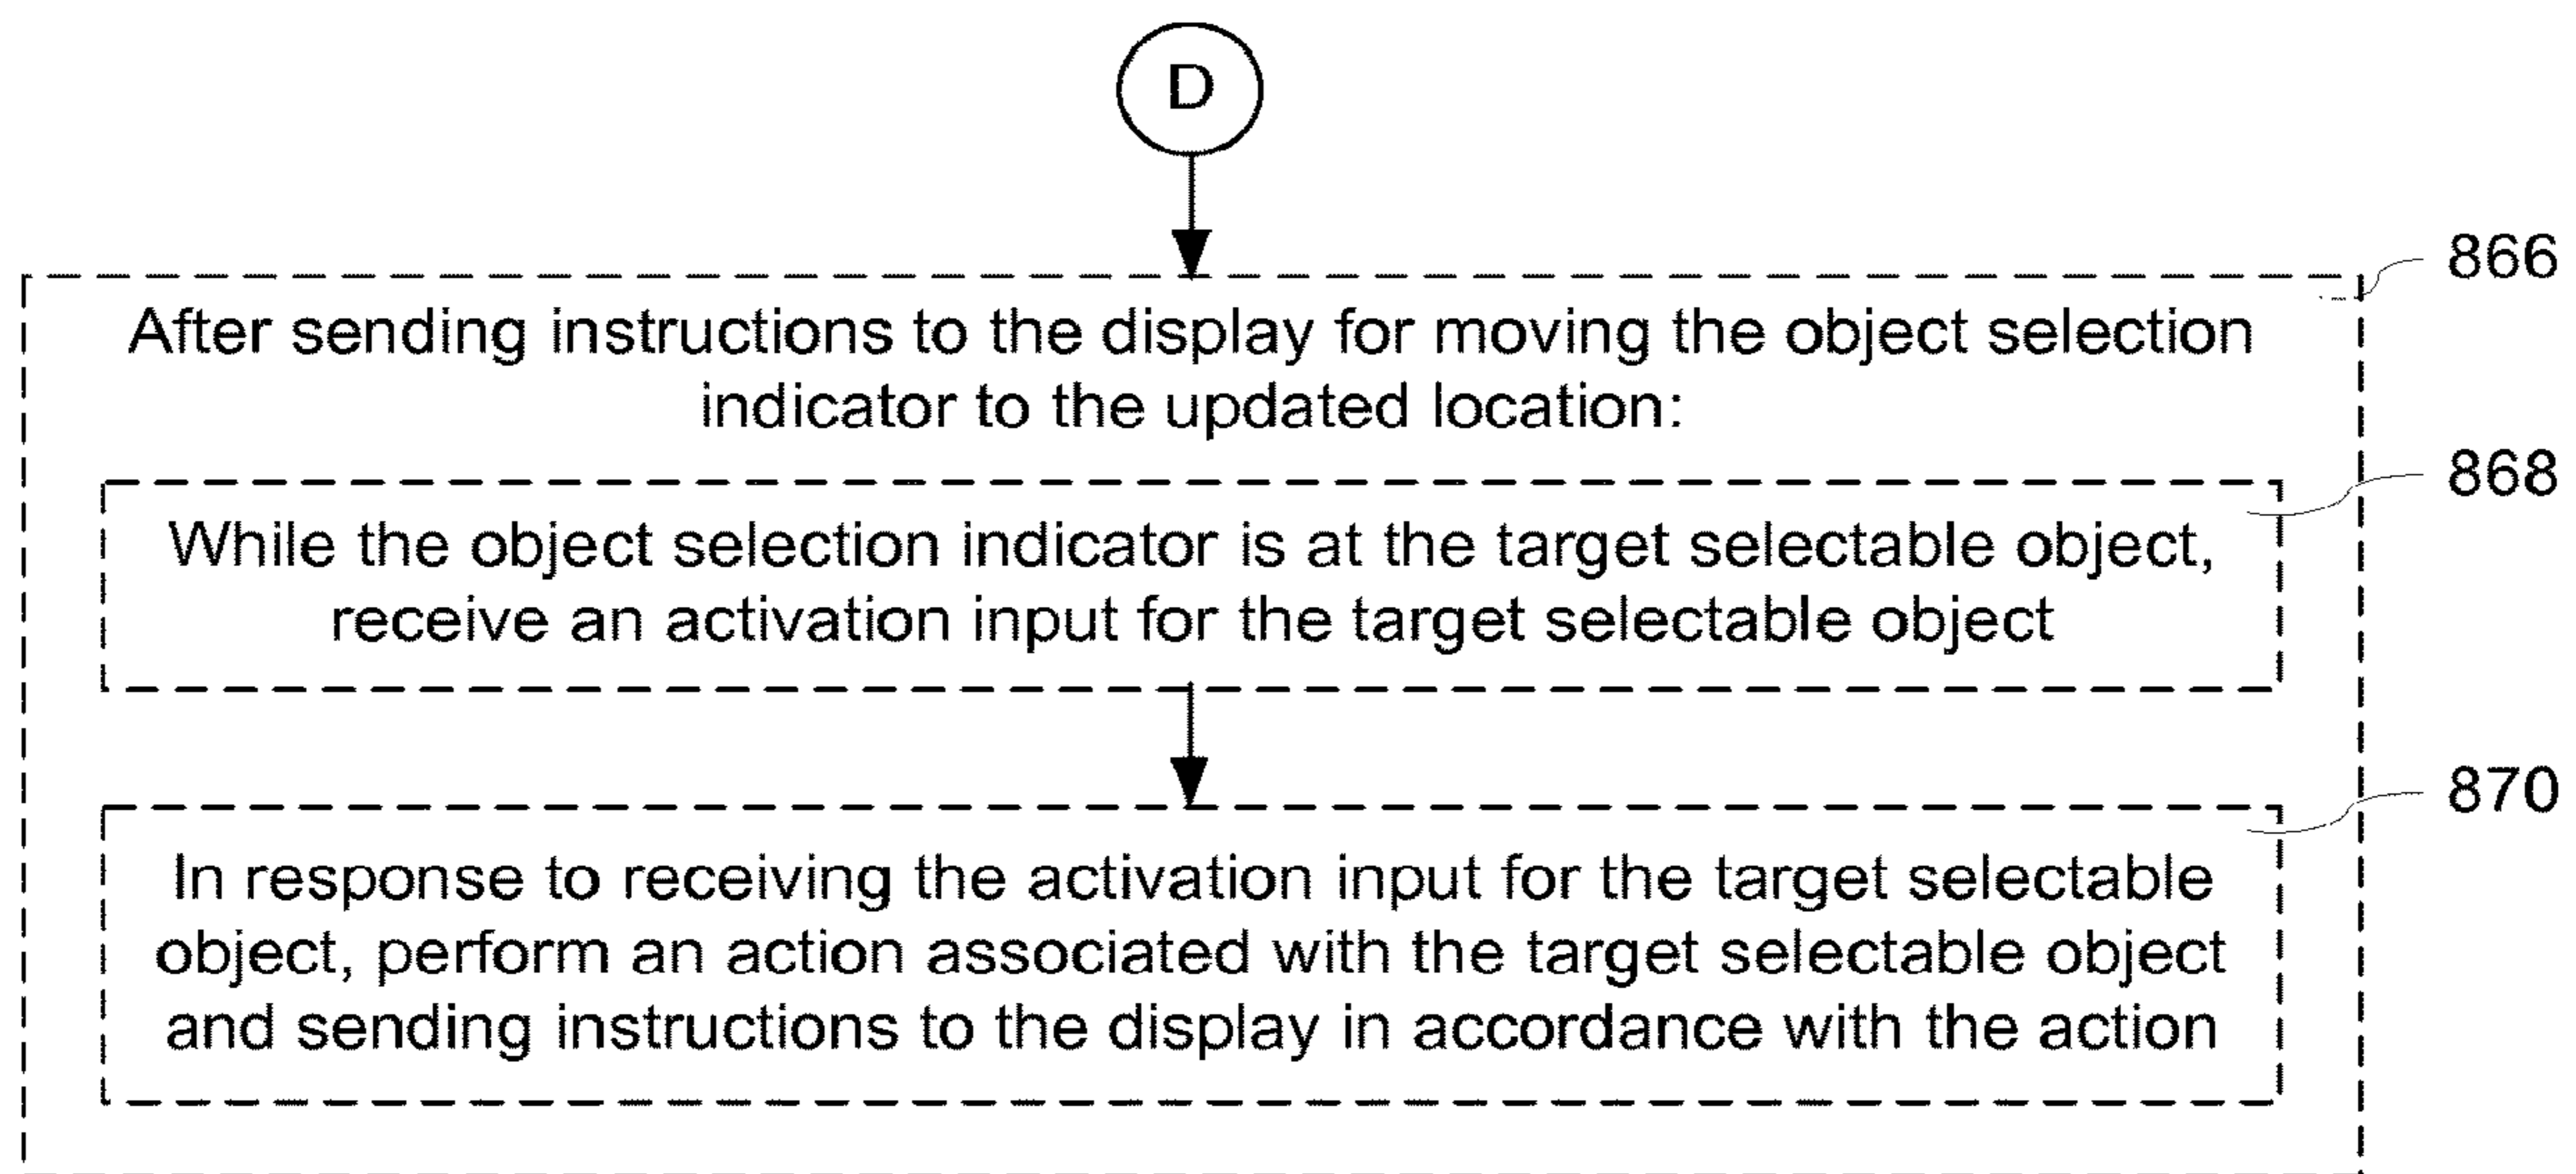 D
866
After sending instructions to the display for moving the object selection
indicator to the updated location:
868
While the object selection indicator is at the target selectable object,
receive an activation input for the target selectable object
870
In response to receiving the activation input for the target selectable
object, perform an action associated with the target selectable object
and sending instructions to the display in accordance with the action